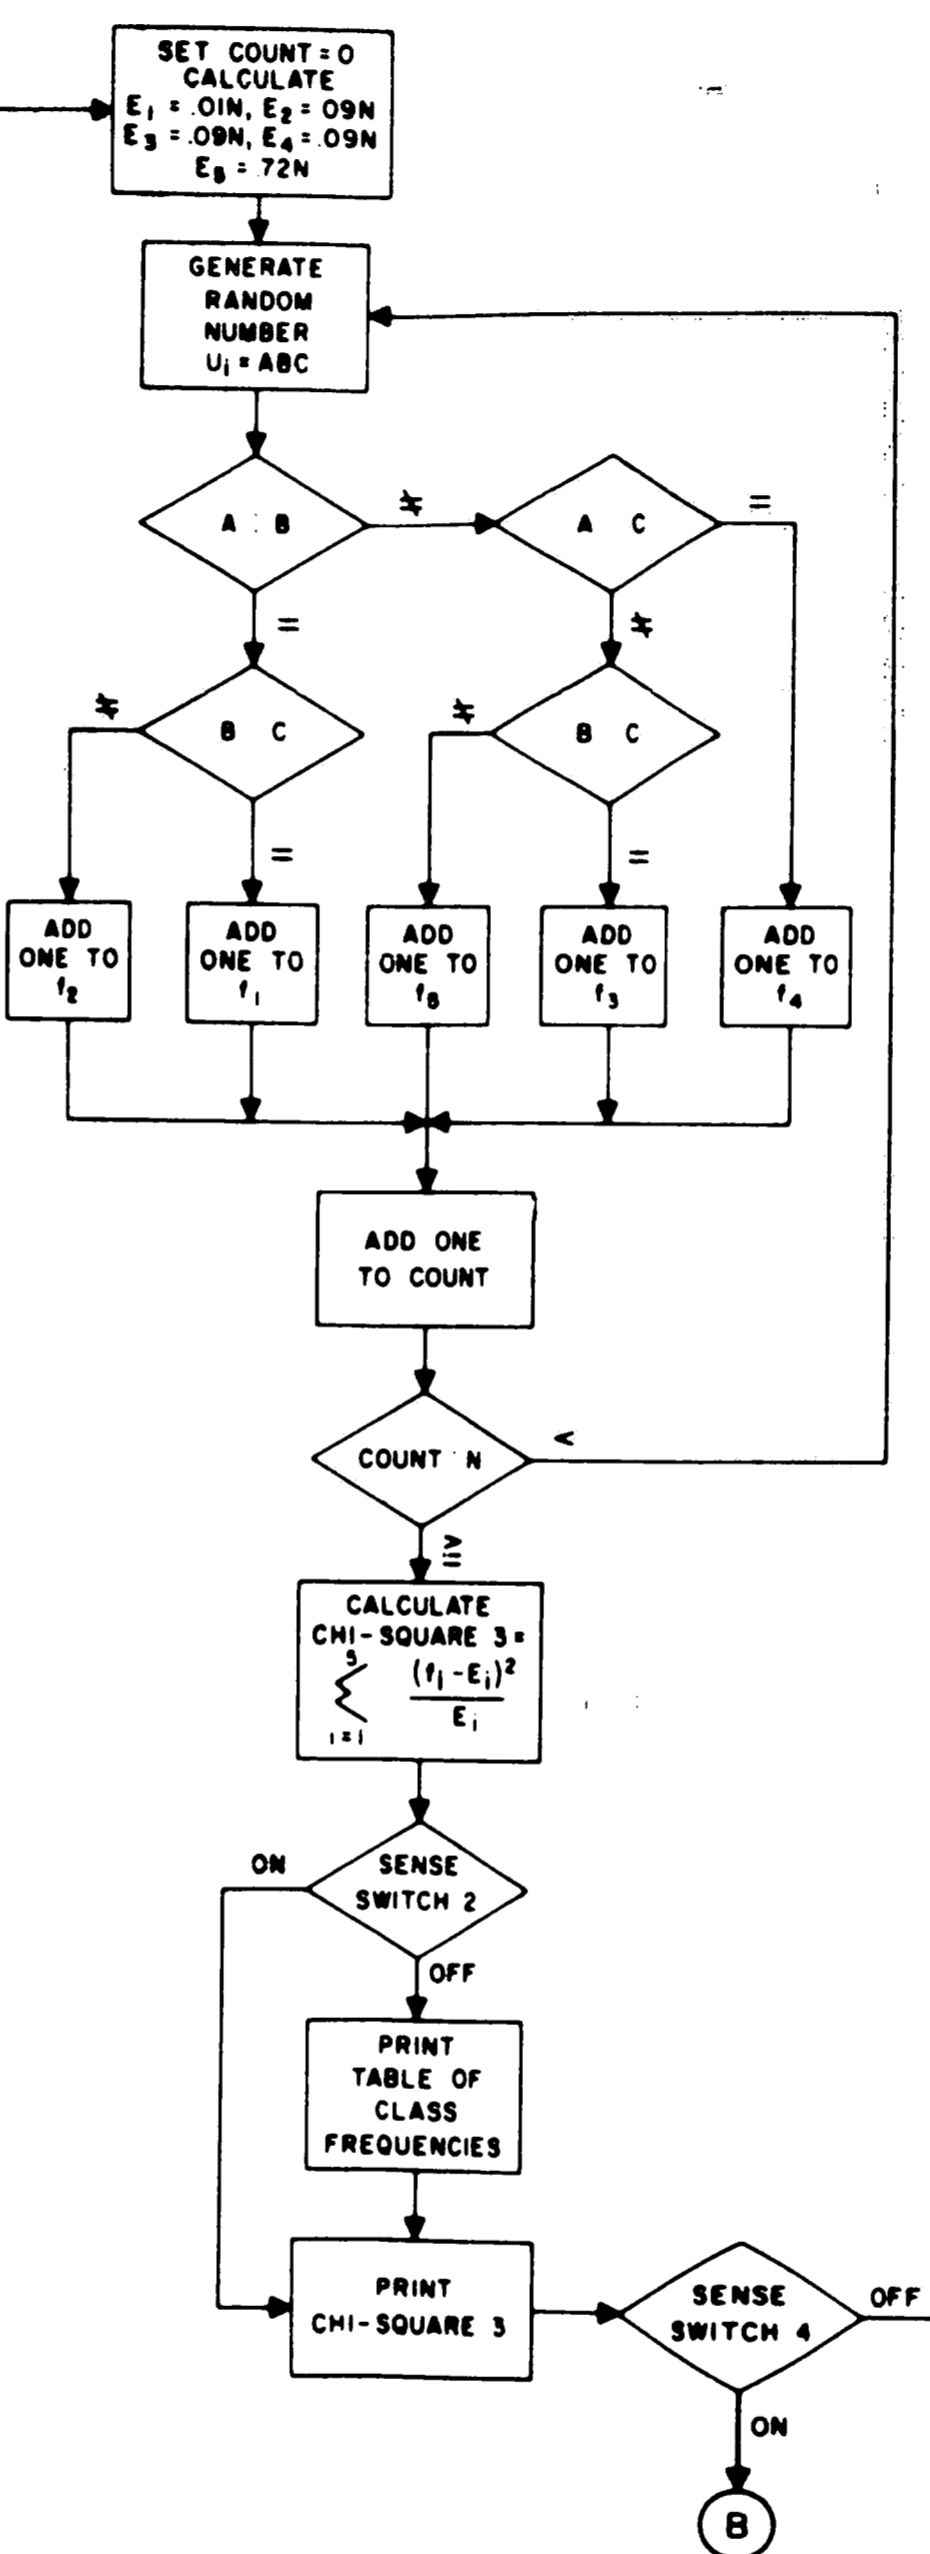 SET COUNT = 0
CALCULATE
E1 = .01N, E2 = .09N
E3 = .09N, E4 = .09N
E5 = .72N
GENERATE
RANDOM
NUMBER
Ui = ABC
A : B
≠
A C
=
=
≠
B C
≠
B C
≠
=
=
ADD
ONE TO
f2
ADD
ONE TO
f1
ADD
ONE TO
f5
ADD
ONE TO
f3
ADD
ONE TO
f4
ADD ONE
TO COUNT
COUNT : N
<
≥
CALCULATE
CHI-SQUARE 3 =
5
∑ (fi - Ei)²
Ei
i = 1
SENSE
SWITCH 2
ON
OFF
PRINT
TABLE OF
CLASS
FREQUENCIES
PRINT
CHI-SQUARE 3
SENSE
SWITCH 4
OFF
ON
B